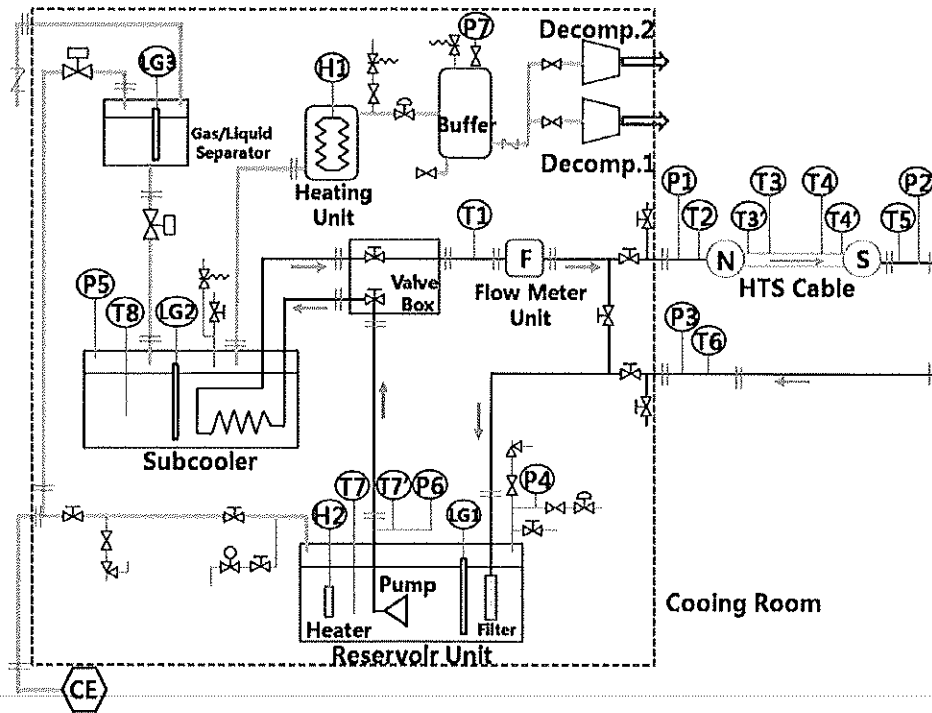 P7
Decomp.2
LG3
H1
Buffer
Gas/Liquid
Separator
Decomp.1
Heating
Unit
P1
T3
T4
P2
T1
T2
T3'
T4'
T5
F
N
S
Valve
Box
Flow Meter
Unit
HTS Cable
P5
T8
LG2
P3
T6
Subcooler
T7
T7'
P6
P4
H2
LG1
Pump
Heater
Filter
Cooing Room
Reservoir Unit
CE